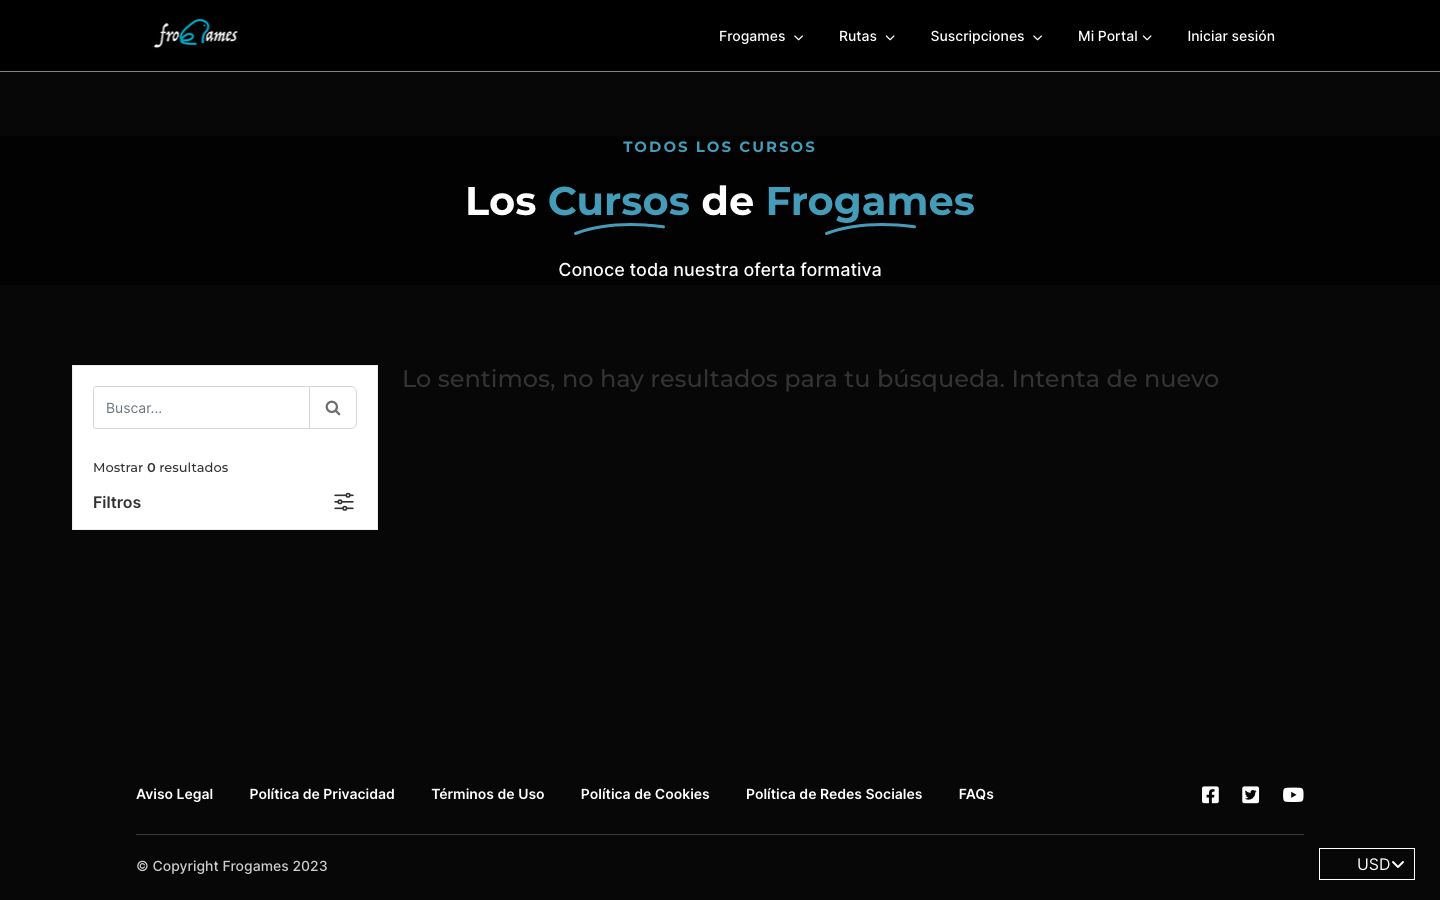 froGames
Frogames
Rutas
Suscripciones
Mi Portal
Iniciar sesión
TODOS LOS CURSOS
Los Cursos de Frogames
Conoce toda nuestra oferta formativa
Buscar...
Mostrar 0 resultados
Filtros
Lo sentimos, no hay resultados para tu búsqueda. Intenta de nuevo
Aviso Legal
Política de Privacidad
Términos de Uso
Política de Cookies
Política de Redes Sociales
FAQs
© Copyright Frogames 2023
USD